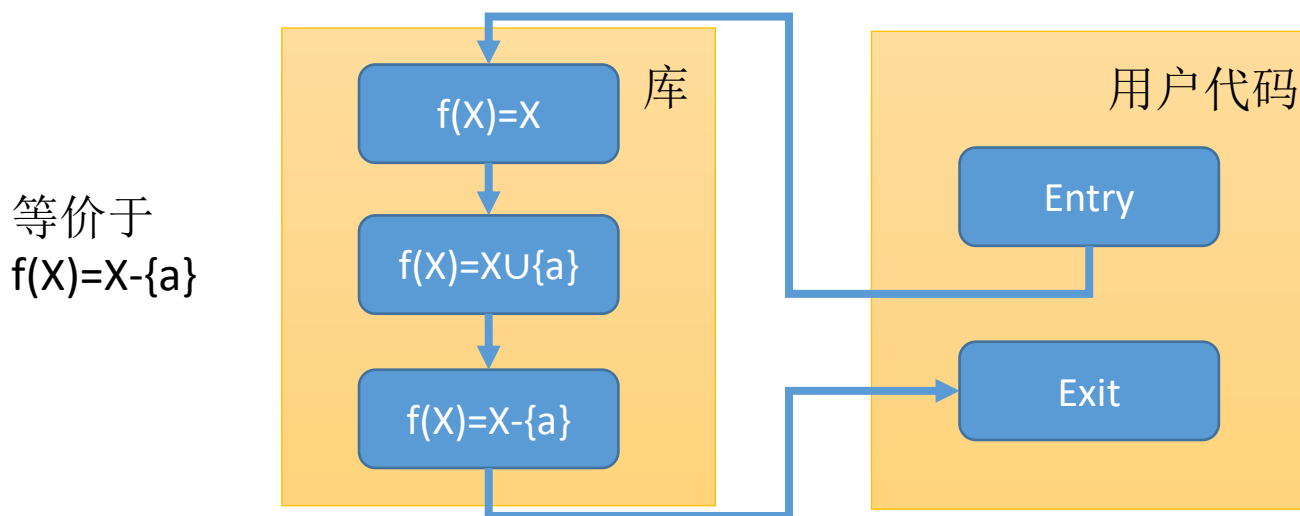 等价于
f(X)=X-{a}
库
f(X)=X
f(X)=X∪{a}
f(X)=X-{a}
用户代码
Entry
Exit